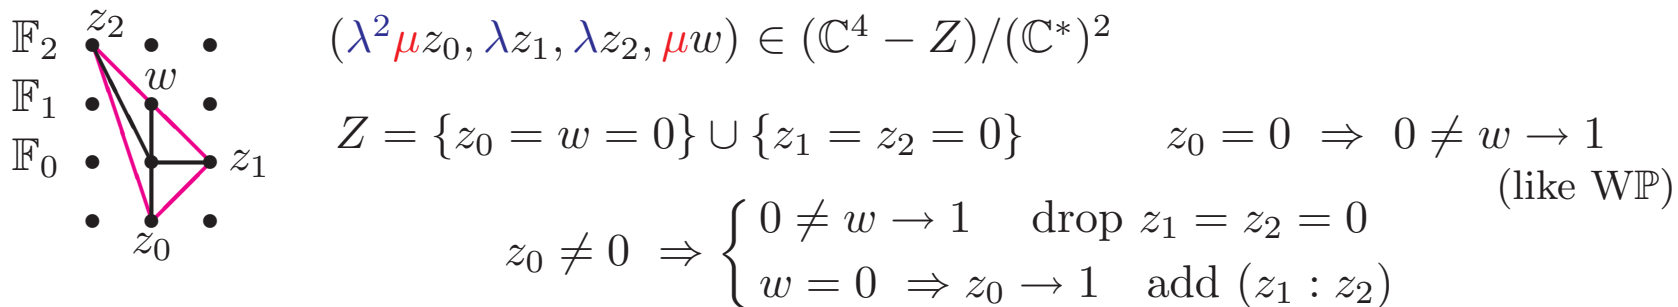 𝔽₂ z₂ (λ²μz₀, λz₁, λz₂, μw) ∈ (ℂ⁴ − Z)/(ℂ*)²
𝔽₁ w
Z = {z₀ = w = 0} ∪ {z₁ = z₂ = 0} z₀ = 0 ⇒ 0 ≠ w → 1
𝔽₀ z₁
(like Wℙ)
z₀ ≠ 0 ⇒ { 0 ≠ w → 1 drop z₁ = z₂ = 0
z₀
w = 0 ⇒ z₀ → 1 add (z₁ : z₂)